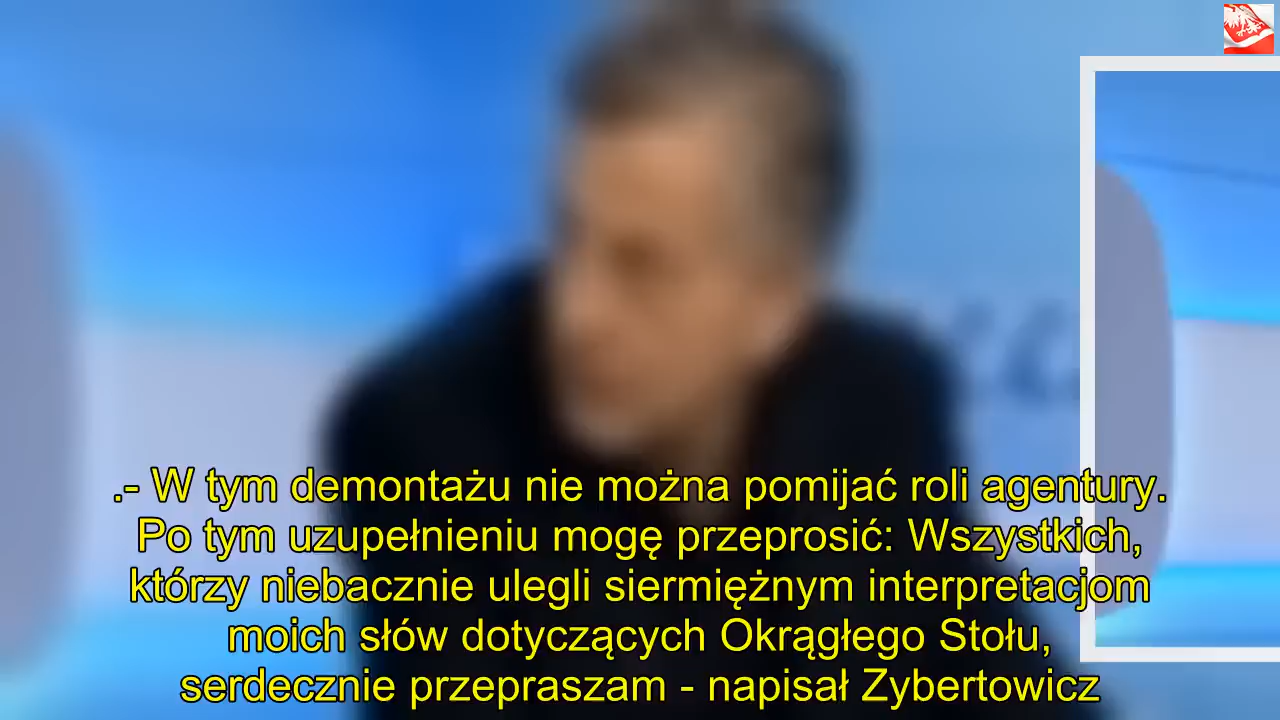 .- W tym demontażu nie można pomijać roli agentury.
Po tym uzupełnieniu mogę przeprosić: Wszystkich,
którzy niebacznie ulegli siermiężnym interpretacjom
moich słów dotyczących Okrągłego Stołu,
serdecznie przepraszam - napisał Zybertowicz